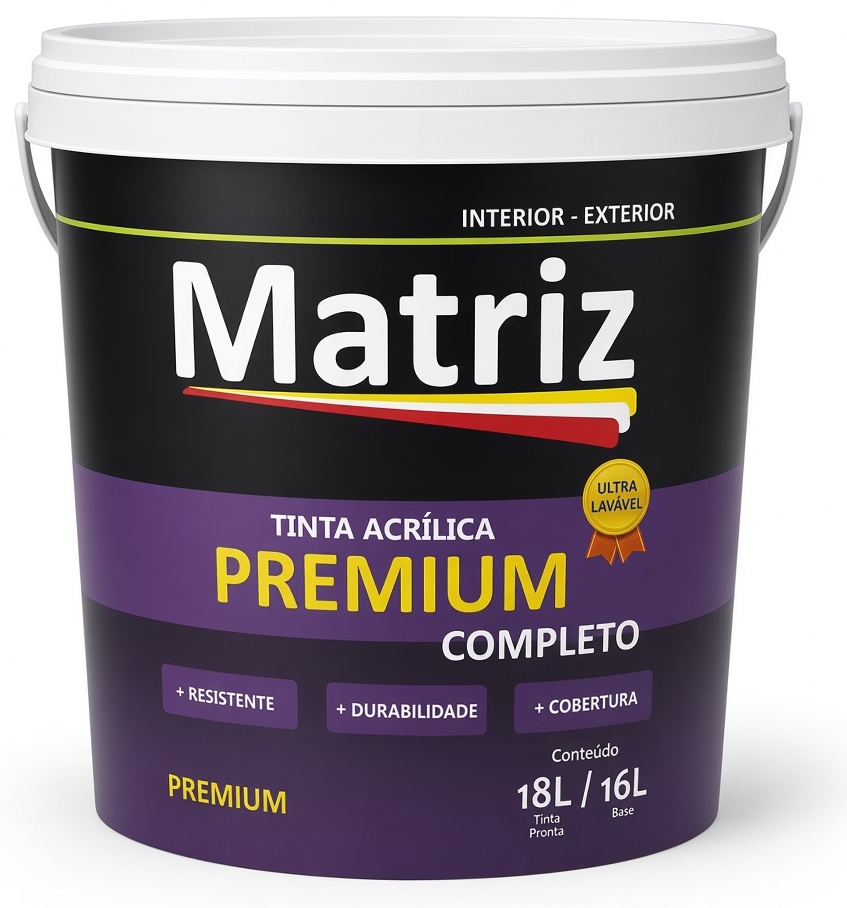 INTERIOR - EXTERIOR
Matriz
ULTRA
LAVÁVEL
TINTA ACRÍLICA
PREMIUM
COMPLETO
+ RESISTENTE
+ DURABILIDADE
+ COBERTURA
Conteúdo
18L / 16L
Tinta
Pronta
Base
PREMIUM